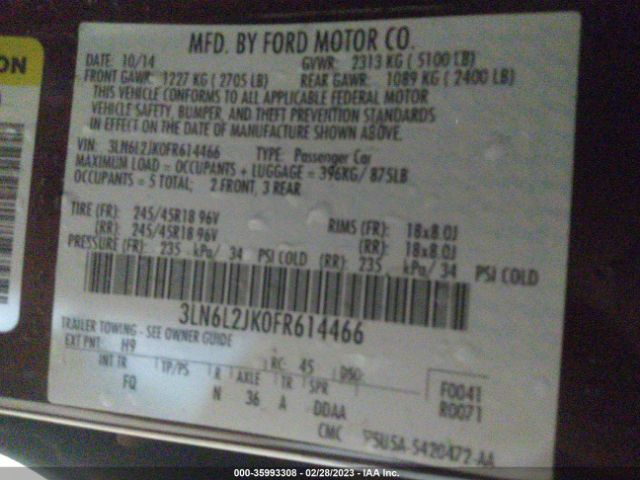 ON
MFD. BY FORD MOTOR CO.
DATE: 10/14 GVWR: 2313 KG ( 5100 LB)
FRONT GAWR: 1227 KG ( 2705 LB) REAR GAWR: 1089 KG ( 2400 LB)
THIS VEHICLE CONFORMS TO ALL APPLICABLE FEDERAL MOTOR
VEHICLE SAFETY, BUMPER, AND THEFT PREVENTION STANDARDS
IN EFFECT ON THE DATE OF MANUFACTURE SHOWN ABOVE.
VIN: 3LN6L2JK0FR614466 TYPE: Passenger Car
MAXIMUM LOAD = OCCUPANTS + LUGGAGE = 396KG/ 875LB
OCCUPANTS = 5 TOTAL; 2 FRONT, 3 REAR
TIRE (FR): 245/45R18 96V RIMS (FR): 18x8.0J
(RR): 245/45R18 96V (RR): 18x8.0J
PRESSURE (FR): 235 kPa/ 34 PSI COLD (RR): 235 kPa/ 34 PSI COLD
3LN6L2JK0FR614466
TRAILER TOWING - SEE OWNER GUIDE
EXT PNT: H9 RC: 45 DSO: F0041
INT TR TP/PS R AXLE TR SPR R0071
FQ N 36 A DDAA
CMC P5U5A-5420472-AA
000-35993308 - 02/28/2023 - IAA Inc.